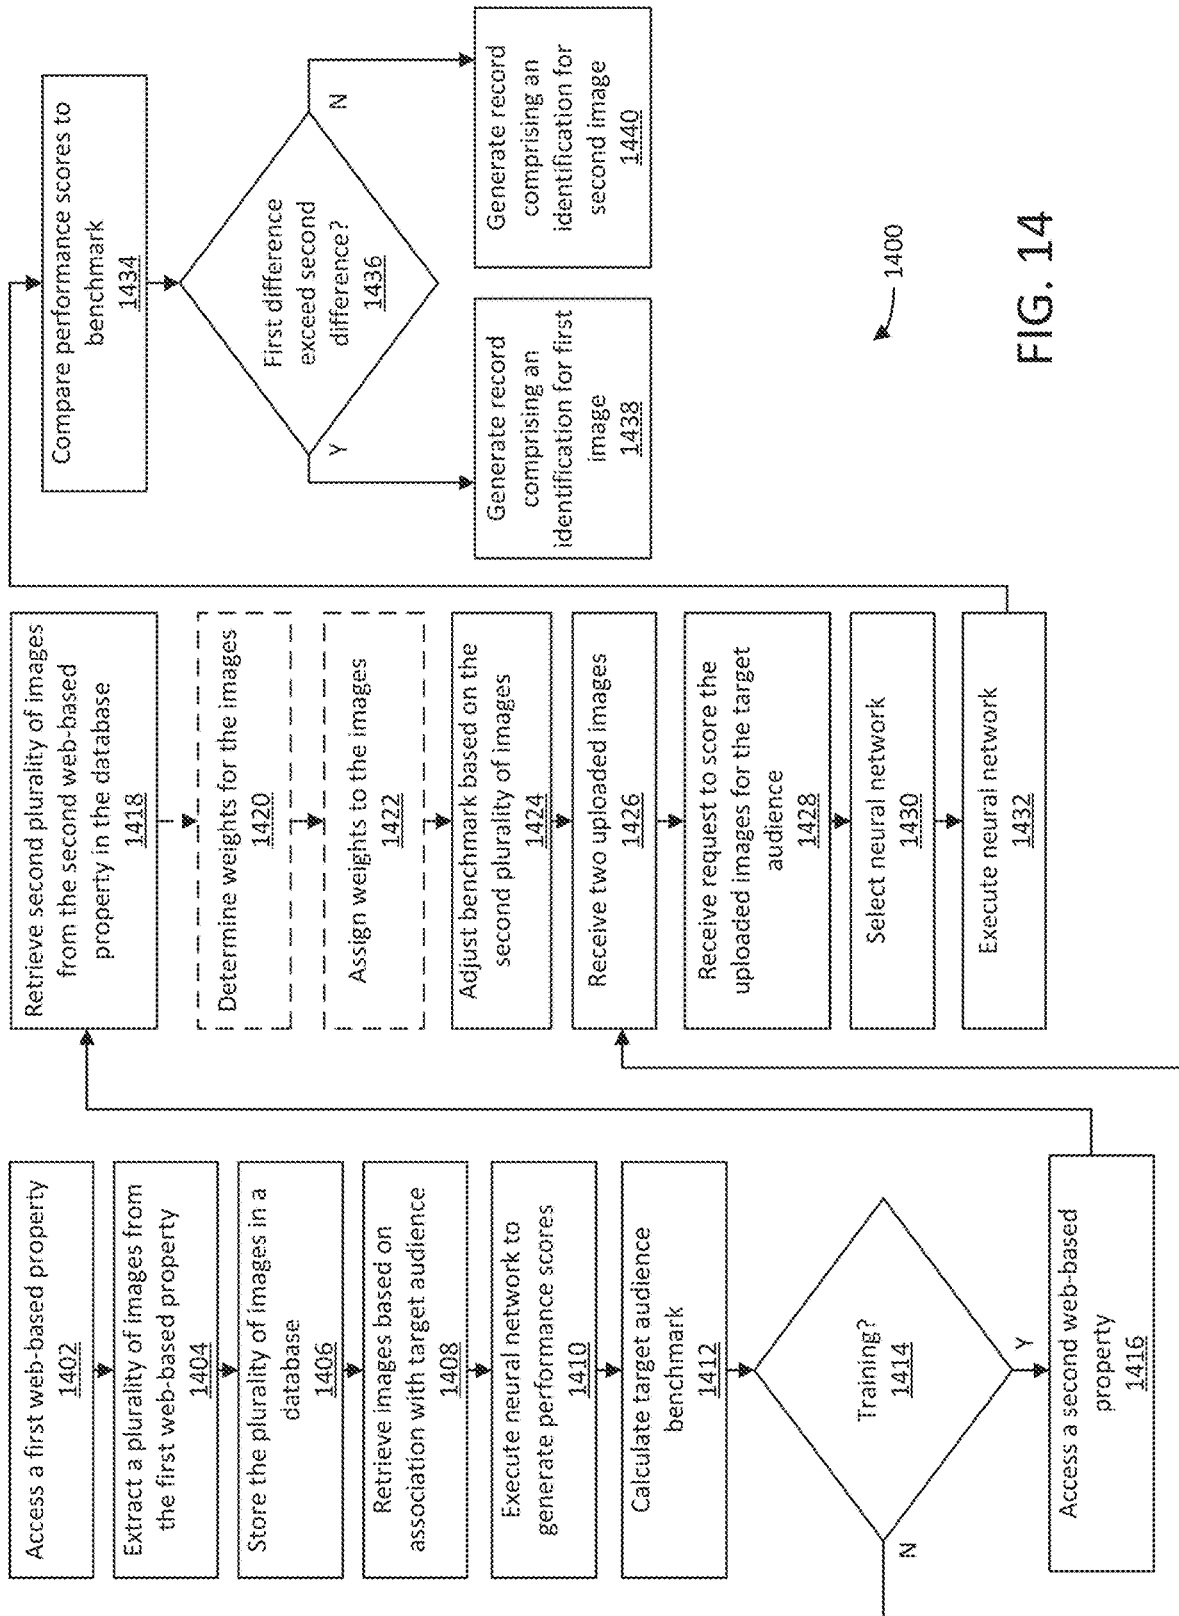 Access a first web-based property
1402
Extract a plurality of images from
the first web-based property
1404
Store the plurality of images in a
database
1406
Retrieve images based on
association with target audience
1408
Execute neural network to
generate performance scores
1410
Calculate target audience
benchmark
1412
Training?
1414
N
Y
Access a second web-based
property
1416
Retrieve second plurality of images
from the second web-based
property in the database
1418
Determine weights for the images
1420
Assign weights to the images
1422
Adjust benchmark based on the
second plurality of images
1424
Receive two uploaded images
1426
Receive request to score the
uploaded images for the target
audience
1428
Select neural network
1430
Execute neural network
1432
Compare performance scores to
benchmark
1434
First difference
exceed second
difference?
1436
Y
N
Generate record
comprising an
identification for first
image
1438
Generate record
comprising an
identification for
second image
1440
1400
FIG. 14